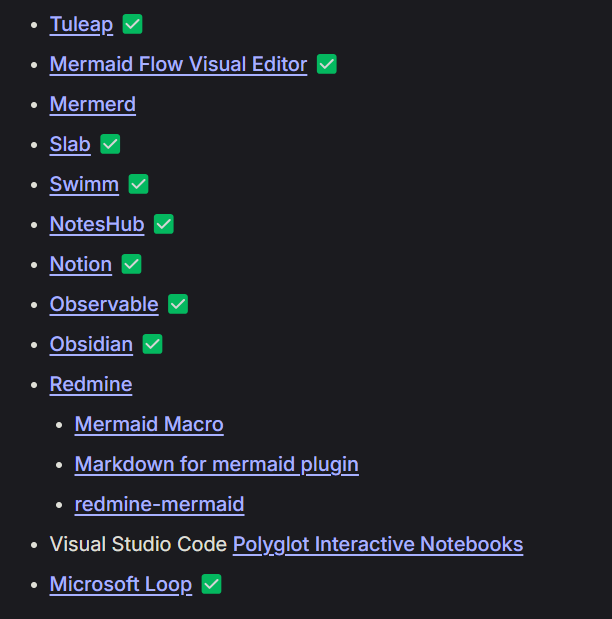 Tuleap ✅
Mermaid Flow Visual Editor ✅
Mermerd
Slab ✅
Swimm ✅
NotesHub ✅
Notion ✅
Observable ✅
Obsidian ✅
Redmine
Mermaid Macro
Markdown for mermaid plugin
redmine-mermaid
Visual Studio Code Polyglot Interactive Notebooks
Microsoft Loop ✅